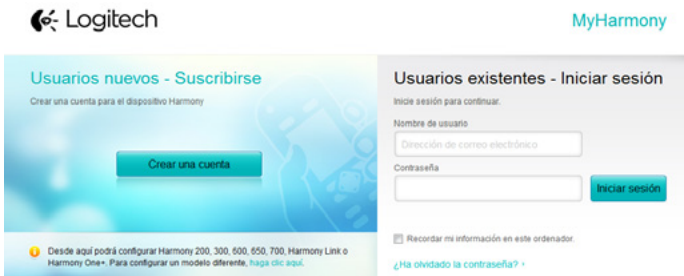 Logitech
MyHarmony
Usuarios nuevos - Suscribirse
Crear una cuenta para el dispositivo Harmony
Crear una cuenta
Desde aquí podrá configurar Harmony 200, 300, 600, 650, 700, Harmony Link o
Harmony One+. Para configurar un modelo diferente, haga clic aquí.
Usuarios existentes - Iniciar sesión
Inicie sesión para continuar.
Nombre de usuario
Dirección de correo electrónico
Contraseña
Iniciar sesión
Recordar mi información en este ordenador.
¿Ha olvidado la contraseña?